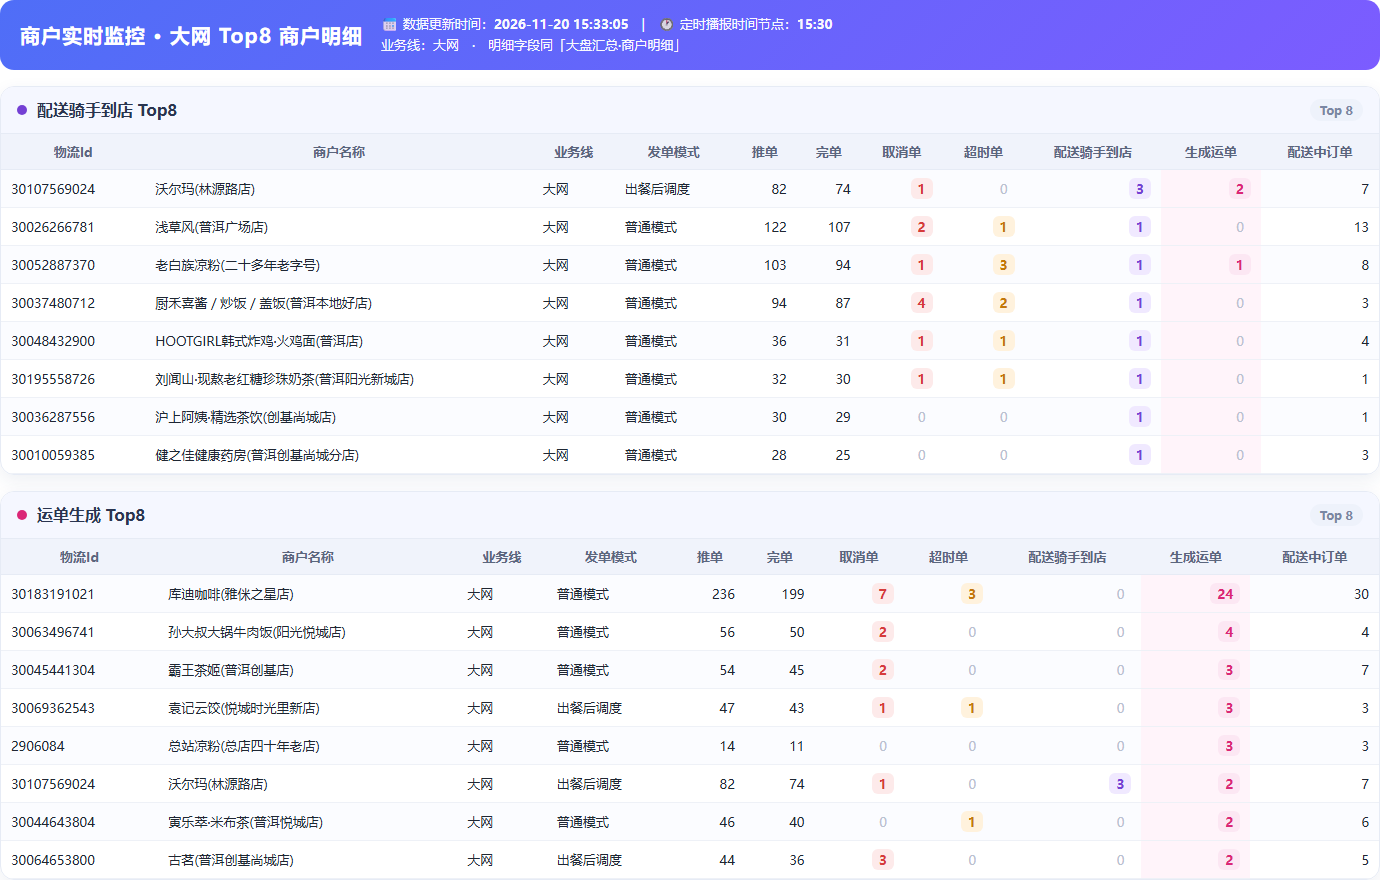 商户实时监控 · 大网 Top8 商户明细
数据更新时间：2026-11-20 15:33:05 | 定时播报时间节点：15:30
业务线：大网 · 明细字段同「大盘汇总·商户明细」
配送骑手到店 Top8 Top 8
物流Id 商户名称 业务线 发单模式 推单 完单 取消单 超时单 配送骑手到店 生成运单 配送中订单
30107569024 沃尔玛(林源路店) 大网 出餐后调度 82 74 1 0 3 2 7
30026266781 浅草风(普洱广场店) 大网 普通模式 122 107 2 1 1 0 13
30052887370 老白族凉粉(二十多年老字号) 大网 普通模式 103 94 1 3 1 1 8
30037480712 厨禾喜酱 / 炒饭 / 盖饭(普洱本地好店) 大网 普通模式 94 87 4 2 1 0 3
30048432900 HOOTGIRL韩式炸鸡·火鸡面(普洱店) 大网 普通模式 36 31 1 1 1 0 4
30195558726 刘闻山·现熬老红糖珍珠奶茶(普洱阳光新城店) 大网 普通模式 32 30 1 1 1 0 1
30036287556 沪上阿姨·精选茶饮(创基尚城店) 大网 普通模式 30 29 0 0 1 0 1
30010059385 健之佳健康药房(普洱创基尚城分店) 大网 普通模式 28 25 0 0 1 0 3
运单生成 Top8 Top 8
物流Id 商户名称 业务线 发单模式 推单 完单 取消单 超时单 配送骑手到店 生成运单 配送中订单
30183191021 库迪咖啡(雅侎之星店) 大网 普通模式 236 199 7 3 0 24 30
30063496741 孙大叔大锅牛肉饭(阳光悦城店) 大网 普通模式 56 50 2 0 0 4 4
30045441304 霸王茶姬(普洱创基店) 大网 普通模式 54 45 2 0 0 3 7
30069362543 袁记云饺(悦城时光里新店) 大网 出餐后调度 47 43 1 1 0 3 3
2906084 总站凉粉(总店四十年老店) 大网 普通模式 14 11 0 0 0 3 3
30107569024 沃尔玛(林源路店) 大网 出餐后调度 82 74 1 0 3 2 7
30044643804 寅乐萃·米布茶(普洱悦城店) 大网 普通模式 46 40 0 1 0 2 6
30064653800 古茗(普洱创基尚城店) 大网 出餐后调度 44 36 3 0 0 2 5